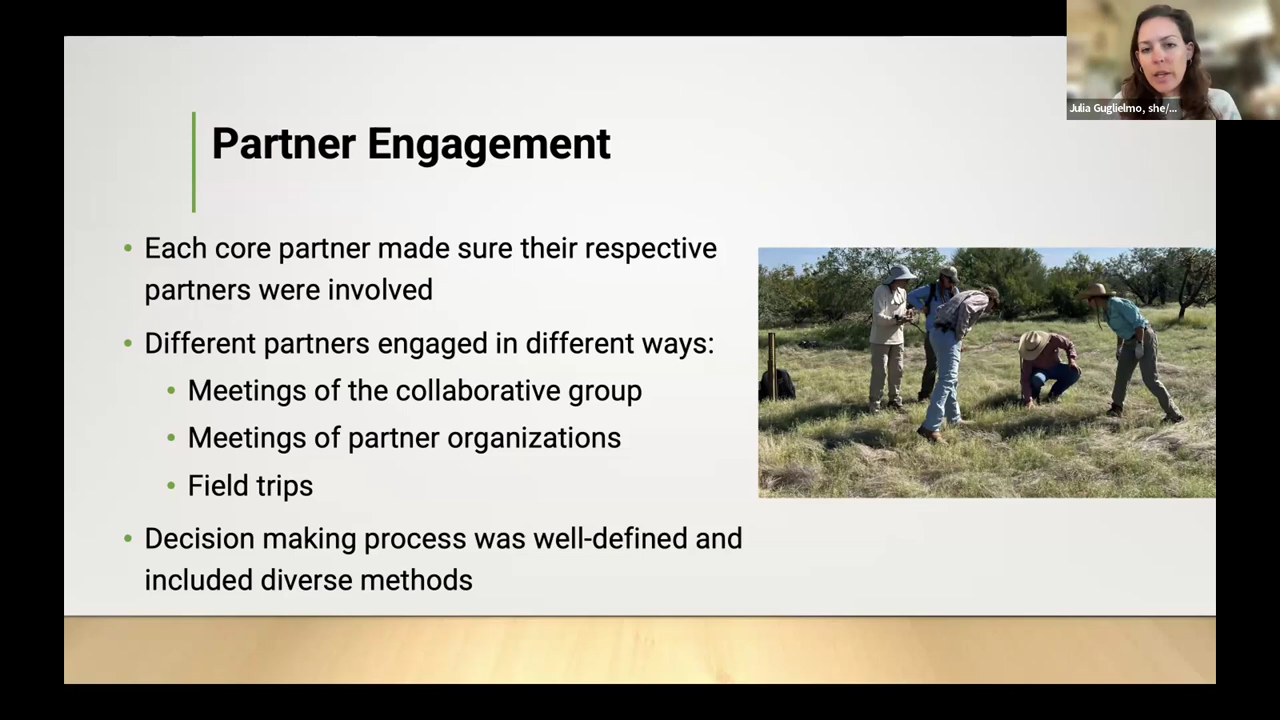 Julia Guglielmo, she/...
Partner Engagement
• Each core partner made sure their respective
partners were involved
• Different partners engaged in different ways:
• Meetings of the collaborative group
• Meetings of partner organizations
• Field trips
• Decision making process was well-defined and
included diverse methods